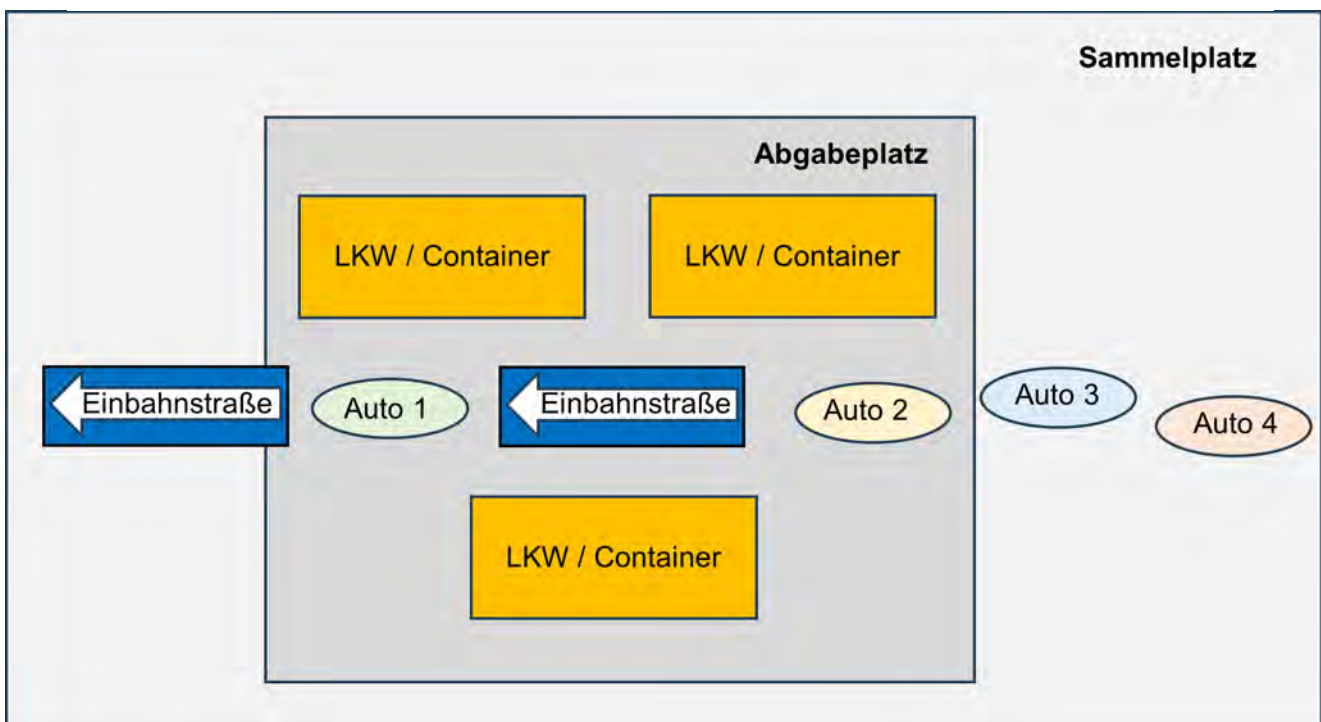 Sammelplatz
Abgabeplatz
LKW / Container
LKW / Container
Einbahnstraße
Auto 1
Einbahnstraße
Auto 2
Auto 3
Auto 4
LKW / Container